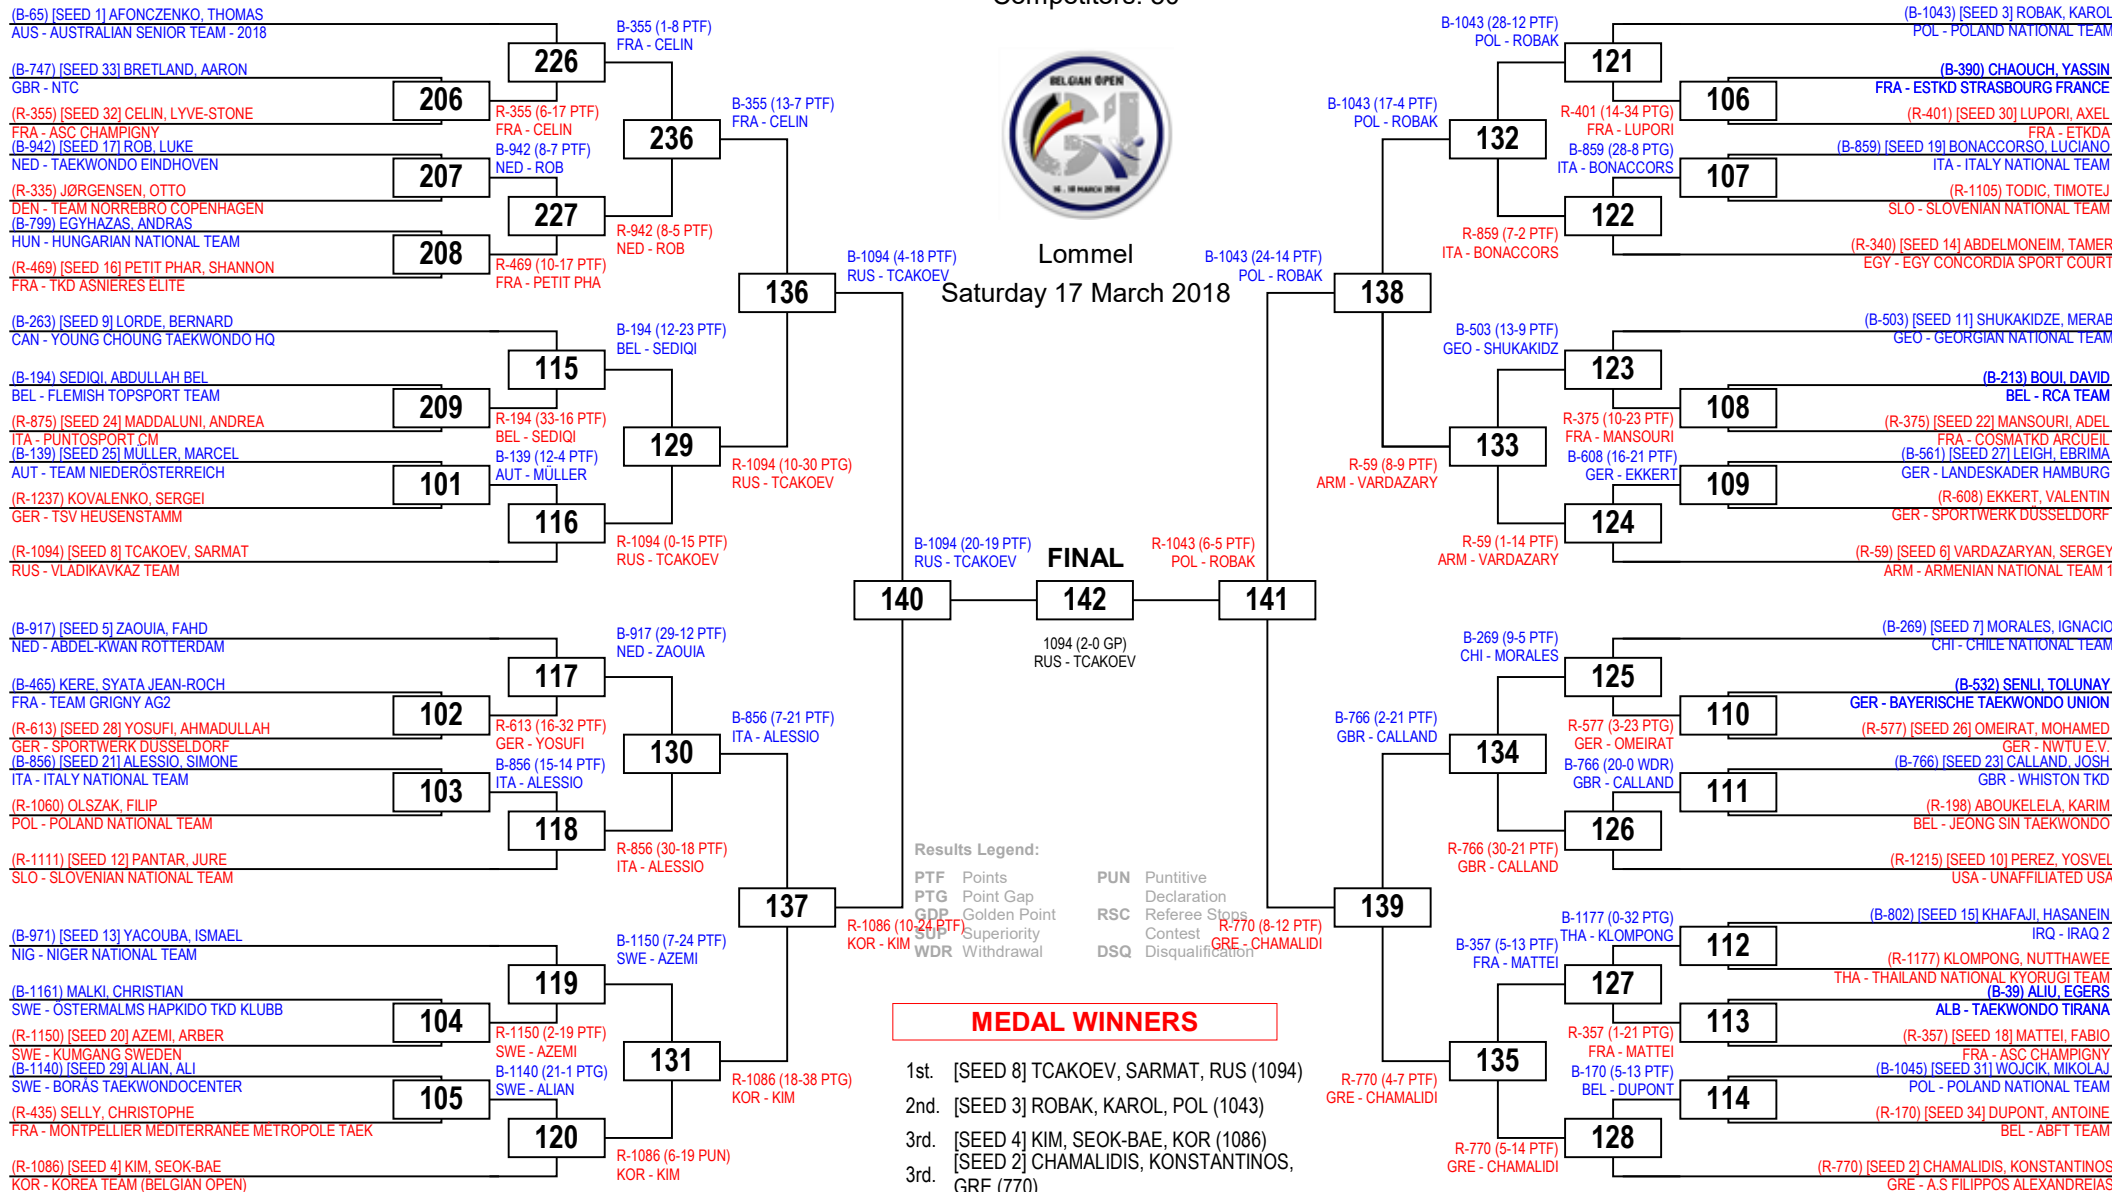 (B-65) [SEED 1] AFONCZENKO, THOMAS
AUS - AUSTRALIAN SENIOR TEAM - 2018
(B-747) [SEED 33] BRETLAND, AARON
GBR - NTC
(R-355) [SEED 32] CELIN, LYVE-STONE
FRA - ASC CHAMPIGNY
(B-942) [SEED 17] ROB, LUKE
NED - TAEKWONDO EINDHOVEN
(R-335) JØRGENSEN, OTTO
DEN - TEAM NORREBRO COPENHAGEN
(B-799) EGYHAZAS, ANDRAS
HUN - HUNGARIAN NATIONAL TEAM
(R-469) [SEED 16] PETIT PHAR, SHANNON
FRA - TKD ASNIERES ELITE
(B-263) [SEED 9] LORDE, BERNARD
CAN - YOUNG CHOUNG TAEKWONDO HQ
(B-194) SEDIQI, ABDULLAH BEL
BEL - FLEMISH TOPSPORT TEAM
(R-875) [SEED 24] MADDALUNI, ANDREA
ITA - PUNTOSPORT CM
(B-139) [SEED 25] MÜLLER, MARCEL
AUT - TEAM NIEDERÖSTERREICH
(R-1237) KOVALENKO, SERGEI
GER - TSV HEUSENSTAMM
(R-1094) [SEED 8] TCAKOEV, SARMAT
RUS - VLADIKAVKAZ TEAM
(B-917) [SEED 5] ZAOUIA, FAHD
NED - ABDEL-KWAN ROTTERDAM
(B-465) KERE, SYATA JEAN-ROCH
FRA - TEAM GRIGNY AG2
(R-613) [SEED 28] YOSUFI, AHMADULLAH
GER - SPORTWERK DÜSSELDORF
(B-856) [SEED 21] ALESSIO, SIMONE
ITA - ITALY NATIONAL TEAM
(R-1060) OLSZAK, FILIP
POL - POLAND NATIONAL TEAM
(R-1111) [SEED 12] PANTAR, JURE
SLO - SLOVENIAN NATIONAL TEAM
(B-971) [SEED 13] YACOUBA, ISMAEL
NIG - NIGER NATIONAL TEAM
(B-1161) MALKI, CHRISTIAN
SWE - ÖSTERMALMS HAPKIDO TKD KLUBB
(R-1150) [SEED 20] AZEMI, ARBER
SWE - KUMGANG SWEDEN
(B-1140) [SEED 29] ALIAN, ALI
SWE - BORÅS TAEKWONDOCENTER
(R-435) SELLY, CHRISTOPHE
FRA - MONTPELLIER MEDITERRANEE METROPOLE TAEK
(R-1086) [SEED 4] KIM, SEOK-BAE
KOR - KOREA TEAM (BELGIAN OPEN)
206
207
208
209
101
102
103
104
105
R-355 (6-17 PTF)
FRA - CELIN
B-942 (8-7 PTF)
NED - ROB
R-469 (10-17 PTF)
FRA - PETIT PHA
R-194 (33-16 PTF)
BEL - SEDIQI
B-139 (12-4 PTF)
AUT - MÜLLER
R-613 (16-32 PTF)
GER - YOSUFI
B-856 (15-14 PTF)
ITA - ALESSIO
R-1150 (2-19 PTF)
SWE - AZEMI
B-1140 (21-1 PTG)
SWE - ALIAN
226
227
115
116
117
118
119
120
B-355 (1-8 PTF)
FRA - CELIN
R-942 (8-5 PTF)
NED - ROB
B-194 (12-23 PTF)
BEL - SEDIQI
R-1094 (0-15 PTF)
RUS - TCAKOEV
B-917 (29-12 PTF)
NED - ZAOUIA
R-856 (30-18 PTF)
ITA - ALESSIO
B-1150 (7-24 PTF)
SWE - AZEMI
R-1086 (6-19 PUN)
KOR - KIM
236
129
130
131
B-355 (13-7 PTF)
FRA - CELIN
R-1094 (10-30 PTG)
RUS - TCAKOEV
B-856 (7-21 PTF)
ITA - ALESSIO
R-1086 (18-38 PTG)
KOR - KIM
136
137
B-1094 (4-18 PTF)
RUS - TCAKOEV
R-1086 (10-24 PTF)
KOR - KIM
140
B-1094 (20-19 PTF)
RUS - TCAKOEV
BELGIAN OPEN
16 - 18 MARCH 2018
Lommel
Saturday 17 March 2018
FINAL
142
1094 (2-0 GP)
RUS - TCAKOEV
R-1043 (6-5 PTF)
POL - ROBAK
141
B-1043 (24-14 PTF)
POL - ROBAK
R-770 (8-12 PTF)
GRE - CHAMALIDI
138
139
B-1043 (17-4 PTF)
POL - ROBAK
R-59 (8-9 PTF)
ARM - VARDAZARY
B-766 (2-21 PTF)
GBR - CALLAND
R-770 (4-7 PTF)
GRE - CHAMALIDI
132
133
134
135
B-1043 (28-12 PTF)
POL - ROBAK
R-859 (7-2 PTF)
ITA - BONACCORS
B-503 (13-9 PTF)
GEO - SHUKAKIDZ
R-59 (1-14 PTF)
ARM - VARDAZARY
B-269 (9-5 PTF)
CHI - MORALES
R-766 (30-21 PTF)
GBR - CALLAND
B-357 (5-13 PTF)
FRA - MATTEI
R-770 (5-14 PTF)
GRE - CHAMALIDI
121
122
123
124
125
126
127
128
R-401 (14-34 PTG)
FRA - LUPORI
B-859 (28-8 PTG)
ITA - BONACCORS
R-375 (10-23 PTF)
FRA - MANSOURI
B-608 (16-21 PTF)
GER - EKKERT
R-577 (3-23 PTG)
GER - OMEIRAT
B-766 (20-0 WDR)
GBR - CALLAND
B-1177 (0-32 PTG)
THA - KLOMPONG
R-357 (1-21 PTG)
FRA - MATTEI
B-170 (5-13 PTF)
BEL - DUPONT
106
107
108
109
110
111
112
113
114
(B-1043) [SEED 3] ROBAK, KAROL
POL - POLAND NATIONAL TEAM
(B-390) CHAOUCH, YASSIN
FRA - ESTKD STRASBOURG FRANCE
(R-401) [SEED 30] LUPORI, AXEL
FRA - ETKDA
(B-859) [SEED 19] BONACCORSO, LUCIANO
ITA - ITALY NATIONAL TEAM
(R-1105) TODIC, TIMOTEJ
SLO - SLOVENIAN NATIONAL TEAM
(R-340) [SEED 14] ABDELMONEIM, TAMER
EGY - EGY CONCORDIA SPORT COURT
(B-503) [SEED 11] SHUKAKIDZE, MERAB
GEO - GEORGIAN NATIONAL TEAM
(B-213) BOUI, DAVID
BEL - RCA TEAM
(R-375) [SEED 22] MANSOURI, ADEL
FRA - COSMATKD ARCUEIL
(B-561) [SEED 27] LEIGH, EBRIMA
GER - LANDESKADER HAMBURG
(R-608) EKKERT, VALENTIN
GER - SPORTWERK DÜSSELDORF
(R-59) [SEED 6] VARDAZARYAN, SERGEY
ARM - ARMENIAN NATIONAL TEAM 1
(B-269) [SEED 7] MORALES, IGNACIO
CHI - CHILE NATIONAL TEAM
(B-532) SENLI, TOLUNAY
GER - BAYERISCHE TAEKWONDO UNION
(R-577) [SEED 26] OMEIRAT, MOHAMED
GER - NWTU E.V.
(B-766) [SEED 23] CALLAND, JOSH
GBR - WHISTON TKD
(R-198) ABOUKELELA, KARIM
BEL - JEONG SIN TAEKWONDO
(R-1215) [SEED 10] PEREZ, YOSVEL
USA - UNAFFILIATED USA
(B-802) [SEED 15] KHAFAJI, HASANEIN
IRQ - IRAQ 2
(R-1177) KLOMPONG, NUTTHAWEE
THA - THAILAND NATIONAL KYORUGI TEAM
(B-39) ALIU, EGERS
ALB - TAEKWONDO TIRANA
(R-357) [SEED 18] MATTEI, FABIO
FRA - ASC CHAMPIGNY
(B-1045) [SEED 31] WOJCIK, MIKOLAJ
POL - POLAND NATIONAL TEAM
(R-170) [SEED 34] DUPONT, ANTOINE
BEL - ABFT TEAM
(R-770) [SEED 2] CHAMALIDIS, KONSTANTINOS
GRE - A.S FILIPPOS ALEXANDREIAS
Results Legend:
PTF Points
PTG Point Gap
GDP Golden Point
SUP Superiority
WDR Withdrawal
PUN Puntitive
Declaration
RSC Referee Stops
Contest
DSQ Disqualification
MEDAL WINNERS
1st. [SEED 8] TCAKOEV, SARMAT, RUS (1094)
2nd. [SEED 3] ROBAK, KAROL, POL (1043)
3rd. [SEED 4] KIM, SEOK-BAE, KOR (1086)
3rd. [SEED 2] CHAMALIDIS, KONSTANTINOS,
GRE (770)